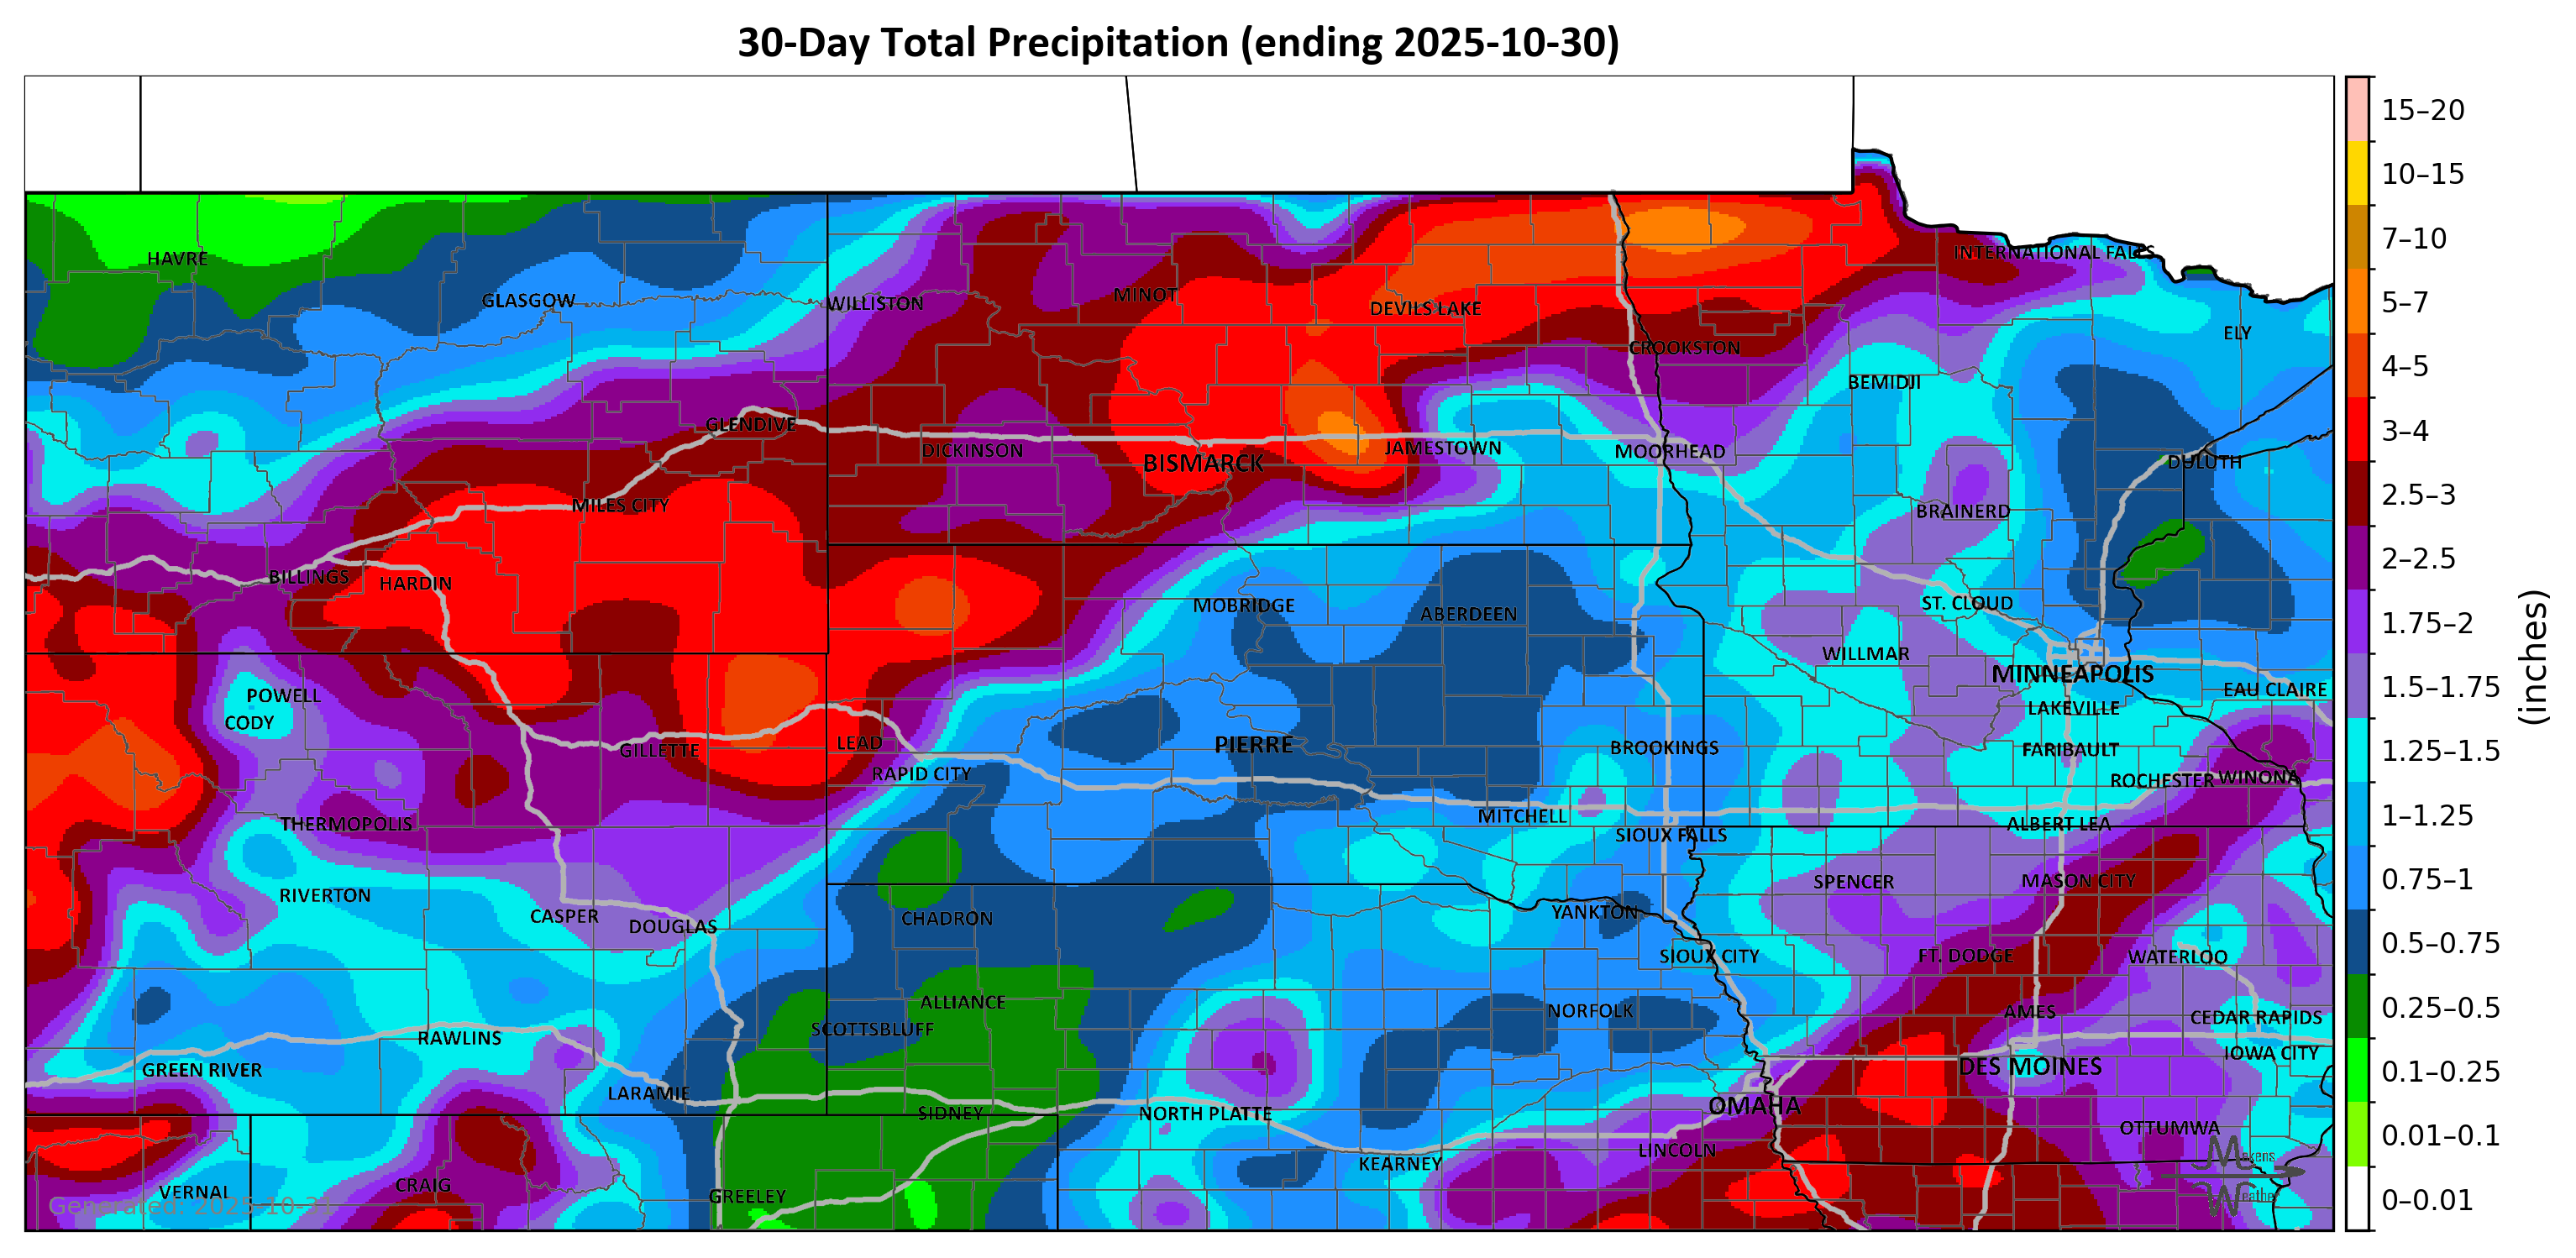 30-Day Total Precipitation (ending 2025-10-30)
15–20
10–15
7–10
5–7
4–5
3–4
2.5–3
2–2.5
1.75–2
1.5–1.75
1.25–1.5
1–1.25
0.75–1
0.5–0.75
0.25–0.5
0.1–0.25
0.01–0.1
0–0.01
(inches)
HAVRE
INTERNATIONAL FALLS
GLASGOW
WILLISTON
MINOT
DEVILS LAKE
ELY
CROOKSTON
BEMIDJI
GLENDIVE
DICKINSON
BISMARCK
JAMESTOWN
MOORHEAD
DULUTH
MILES CITY
BRAINERD
BILLINGS
HARDIN
MOBRIDGE
ABERDEEN
ST. CLOUD
WILLMAR
MINNEAPOLIS
POWELL
EAU CLAIRE
CODY
LAKEVILLE
GILLETTE
LEAD
PIERRE
BROOKINGS
FARIBAULT
RAPID CITY
ROCHESTER
WINONA
THERMOPOLIS
MITCHELL
SIOUX FALLS
ALBERT LEA
RIVERTON
SPENCER
MASON CITY
CASPER
DOUGLAS
CHADRON
YANKTON
SIOUX CITY
FT. DODGE
WATERLOO
ALLIANCE
SCOTTSBLUFF
NORFOLK
AMES
CEDAR RAPIDS
RAWLINS
GREEN RIVER
DES MOINES
IOWA CITY
LARAMIE
SIDNEY
NORTH PLATTE
OMAHA
OTTUMWA
LINCOLN
KEARNEY
VERNAL
CRAIG
GREELEY
Generated: 2025-10-31
Makens
Weather